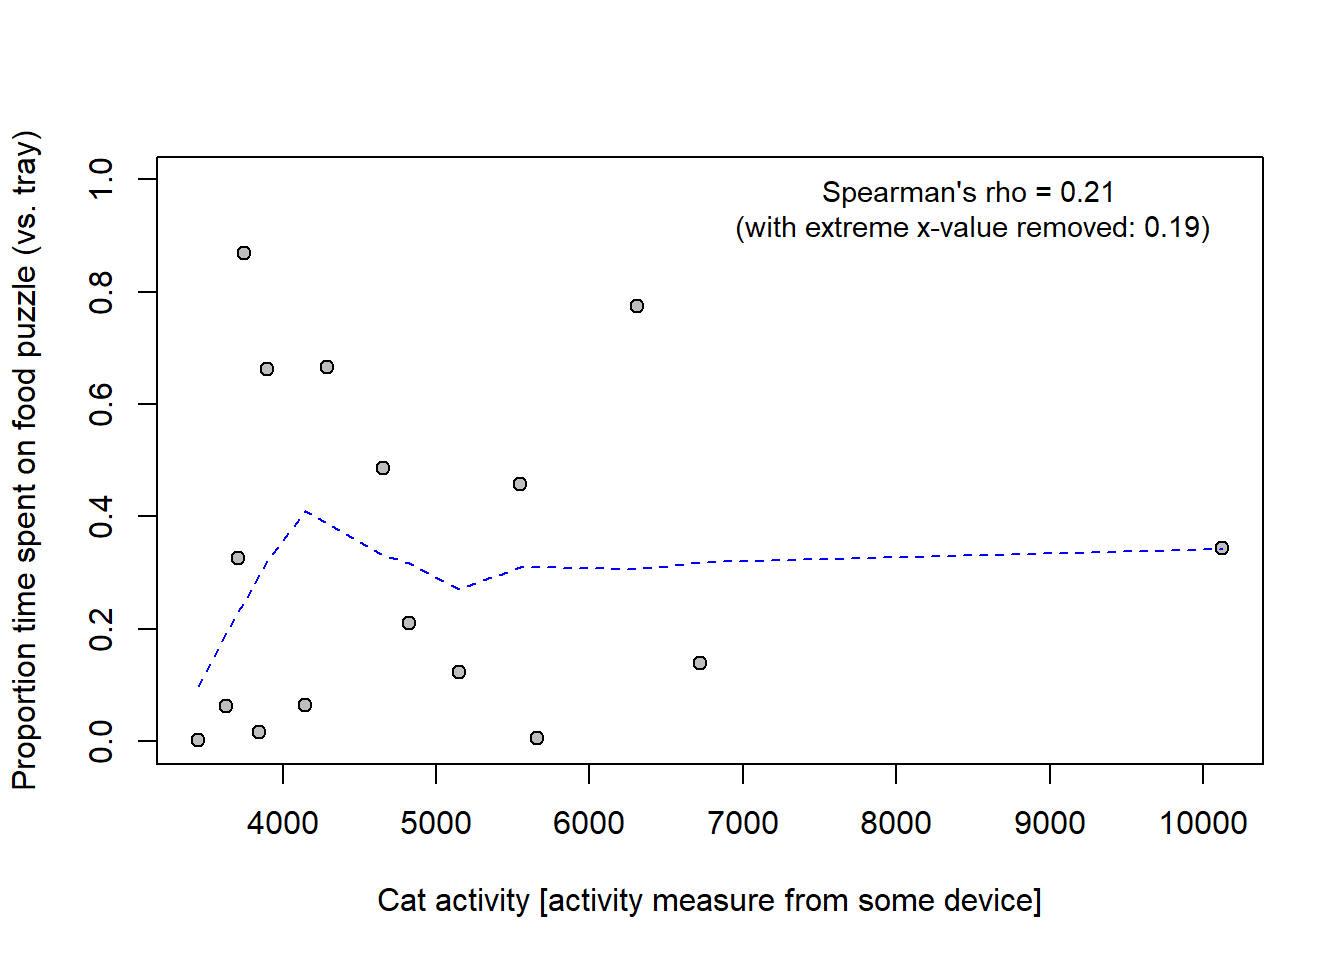 Spearman's rho = 0.21
(with extreme x-value removed: 0.19)
Proportion time spent on food puzzle (vs. tray)
1.0
0.8
0.6
0.4
0.2
0.0
4000 5000 6000 7000 8000 9000 10000
Cat activity [activity measure from some device]